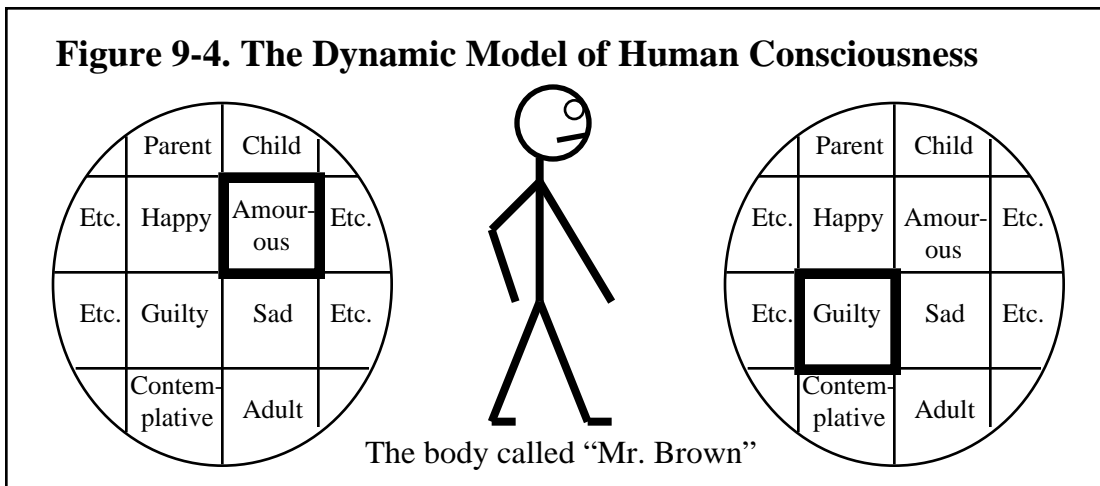 Figure 9-4. The Dynamic Model of Human Consciousness
Parent Child
Etc. Happy Amour-
ous Etc.
Etc. Guilty Sad Etc.
Contem-
plative Adult
Parent Child
Etc. Happy Amour-
ous Etc.
Etc. Guilty Sad Etc.
Contem-
plative Adult
The body called “Mr. Brown”